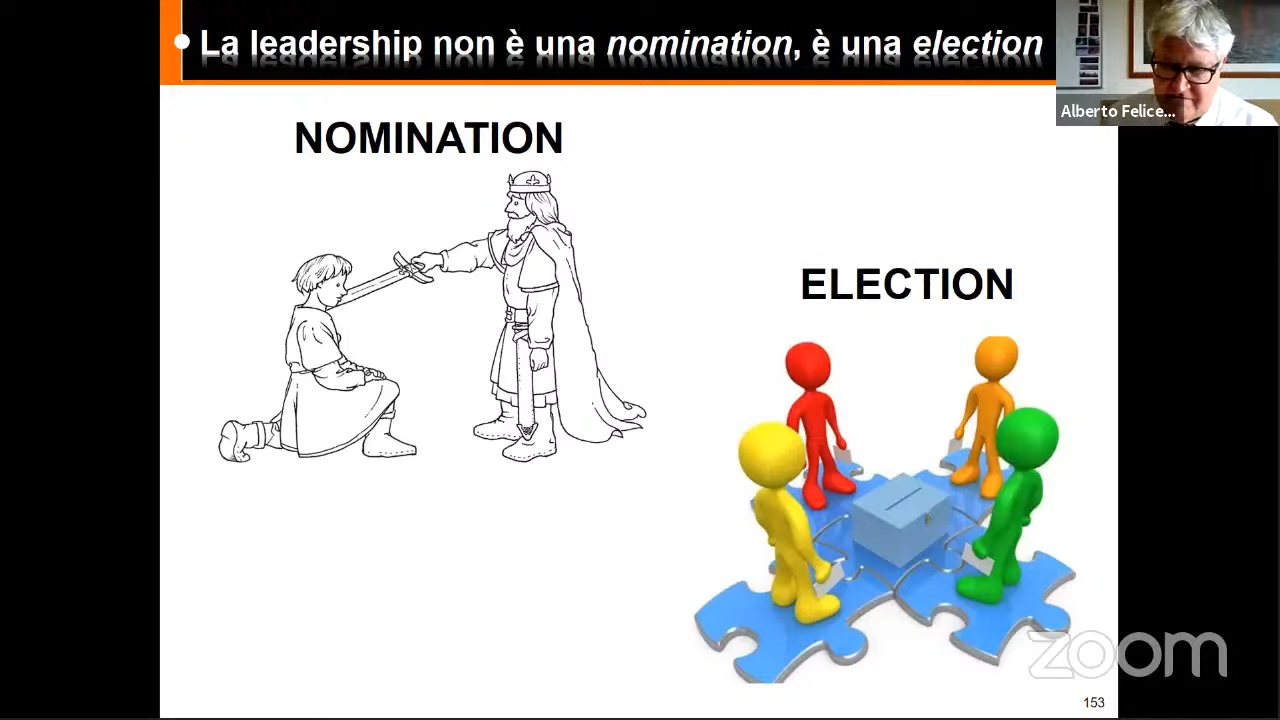 La leadership non è una nomination, è una election
Alberto Felice...
NOMINATION
ELECTION
zoom
153